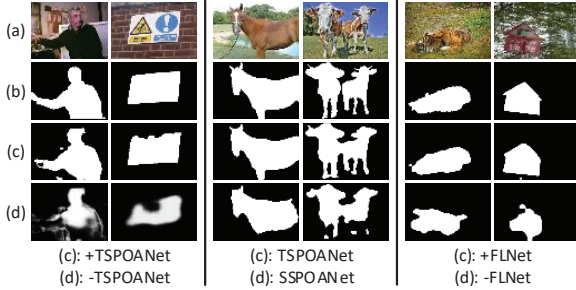 (a)
(b)
(c)
(d)
(c): +TSPOANet
(d): -TSPOANet
(c): TSPOANet
(d): SSPOANet
(c): +FLNet
(d): -FLNet